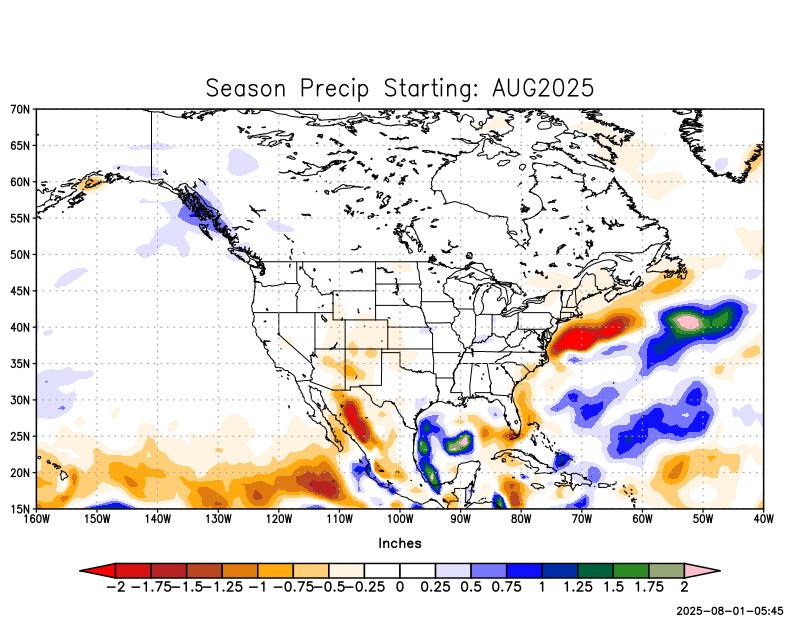 Season Precip Starting: AUG2025
70N
65N
60N
55N
50N
45N
40N
35N
30N
25N
20N
15N
160W 150W 140W 130W 120W 110W 100W 90W 80W 70W 60W 50W 40W
Inches
-2 -1.75 -1.5 -1.25 -1 -0.75 -0.5 -0.25 0 0.25 0.5 0.75 1 1.25 1.5 1.75 2
2025-08-01-05:45